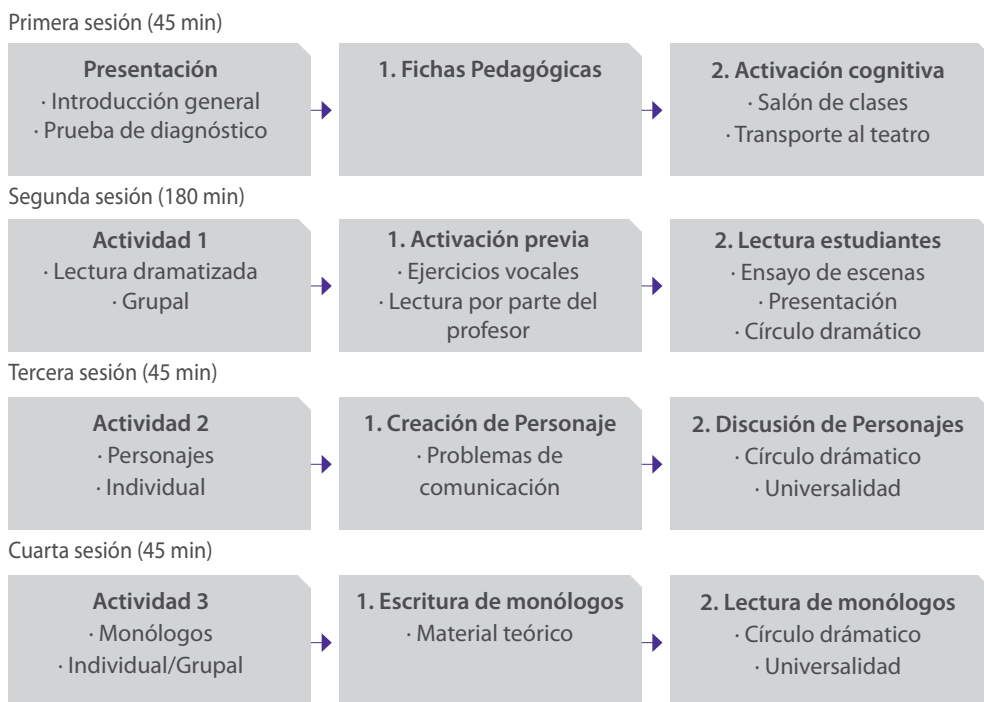 Primera sesión (45 min)
Presentación
· Introducción general
· Prueba de diagnóstico
1. Fichas Pedagógicas
2. Activación cognitiva
· Salón de clases
· Transporte al teatro
Segunda sesión (180 min)
Actividad 1
· Lectura dramatizada
· Grupal
1. Activación previa
· Ejercicios vocales
· Lectura por parte del
profesor
2. Lectura estudiantes
· Ensayo de escenas
· Presentación
· Círculo dramático
Tercera sesión (45 min)
Actividad 2
· Personajes
· Individual
1. Creación de Personaje
· Problemas de
comunicación
2. Discusión de Personajes
· Círculo drámatico
· Universalidad
Cuarta sesión (45 min)
Actividad 3
· Monólogos
· Individual/Grupal
1. Escritura de monólogos
· Material teórico
2. Lectura de monólogos
· Círculo drámatico
· Universalidad